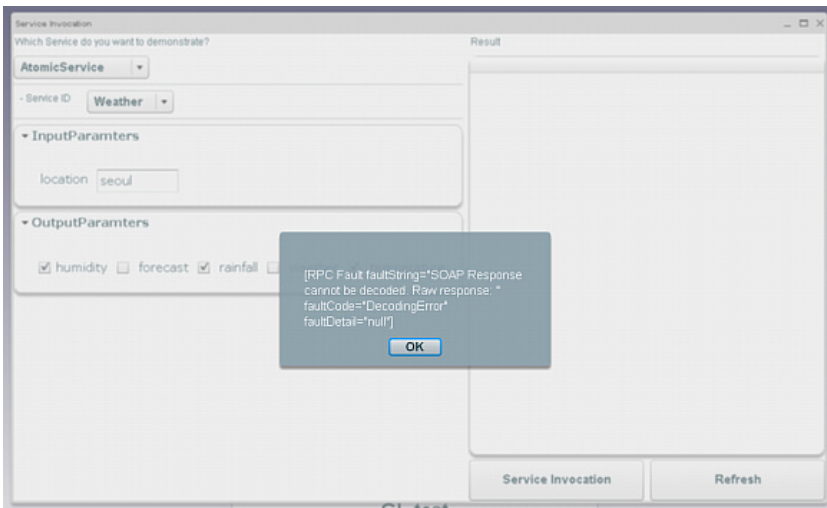 Service Invocation
Which Service do you want to demonstrate?
AtomicService
- Service ID Weather
InputParamters
location seoul
OutputParamters
humidity forecast rainfall
Result
[RPC Fault faultString="SOAP Response
cannot be decoded. Raw response: "
faultCode="DecodingError"
faultDetail="null"]
OK
Service Invocation Refresh